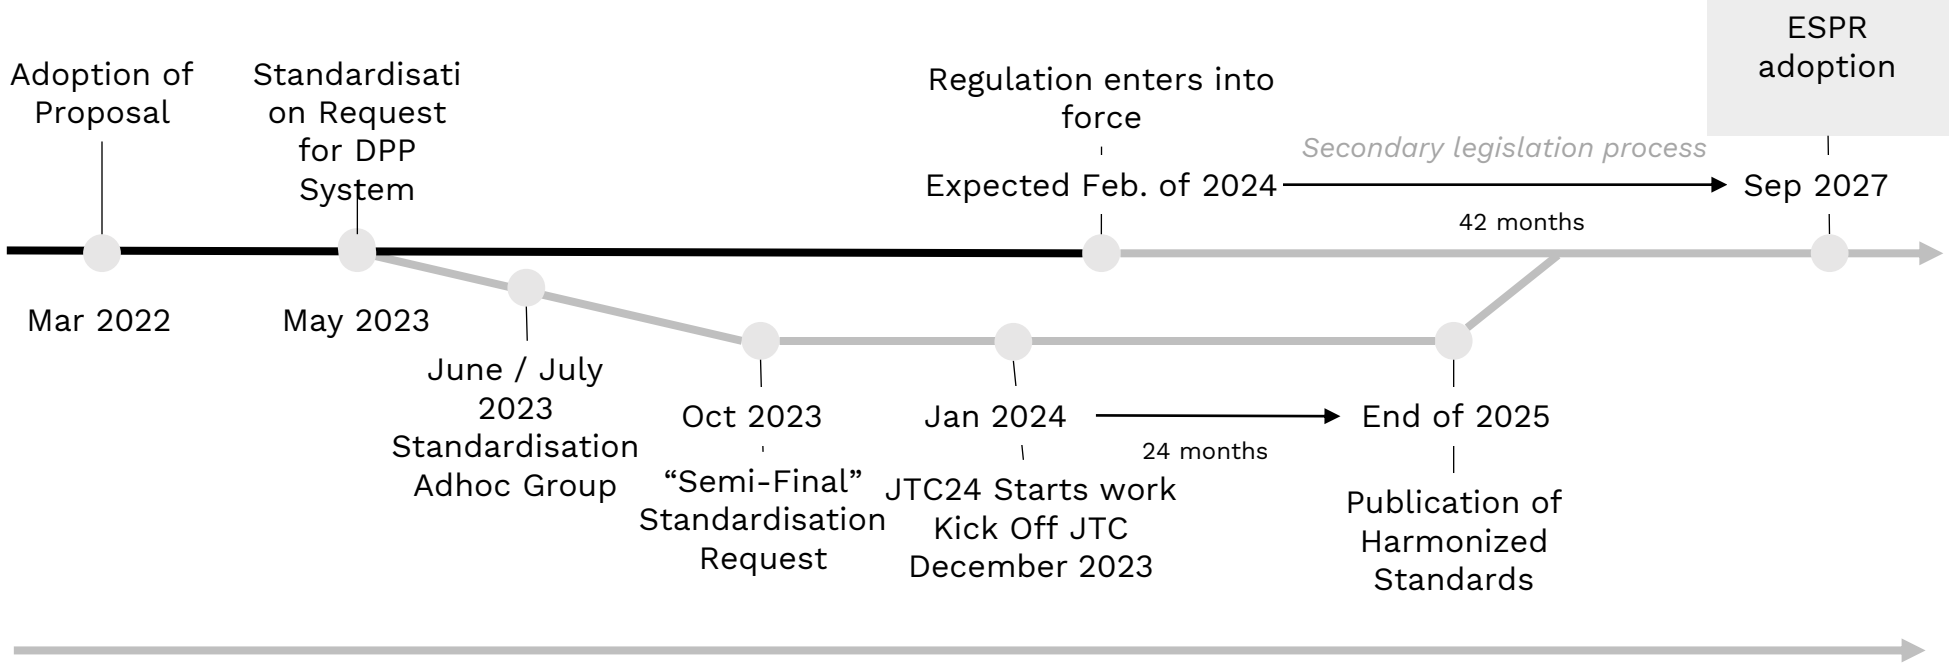 Adoption of
Proposal
Standardisati
on Request
for DPP
System
Regulation enters into
force
Expected Feb. of 2024
Secondary legislation process
42 months
ESPR
adoption
Sep 2027
Mar 2022
May 2023
June / July
2023
Standardisation
Adhoc Group
Oct 2023
“Semi-Final”
Standardisation
Request
Jan 2024
24 months
JTC24 Starts work
Kick Off JTC
December 2023
End of 2025
Publication of
Harmonized
Standards